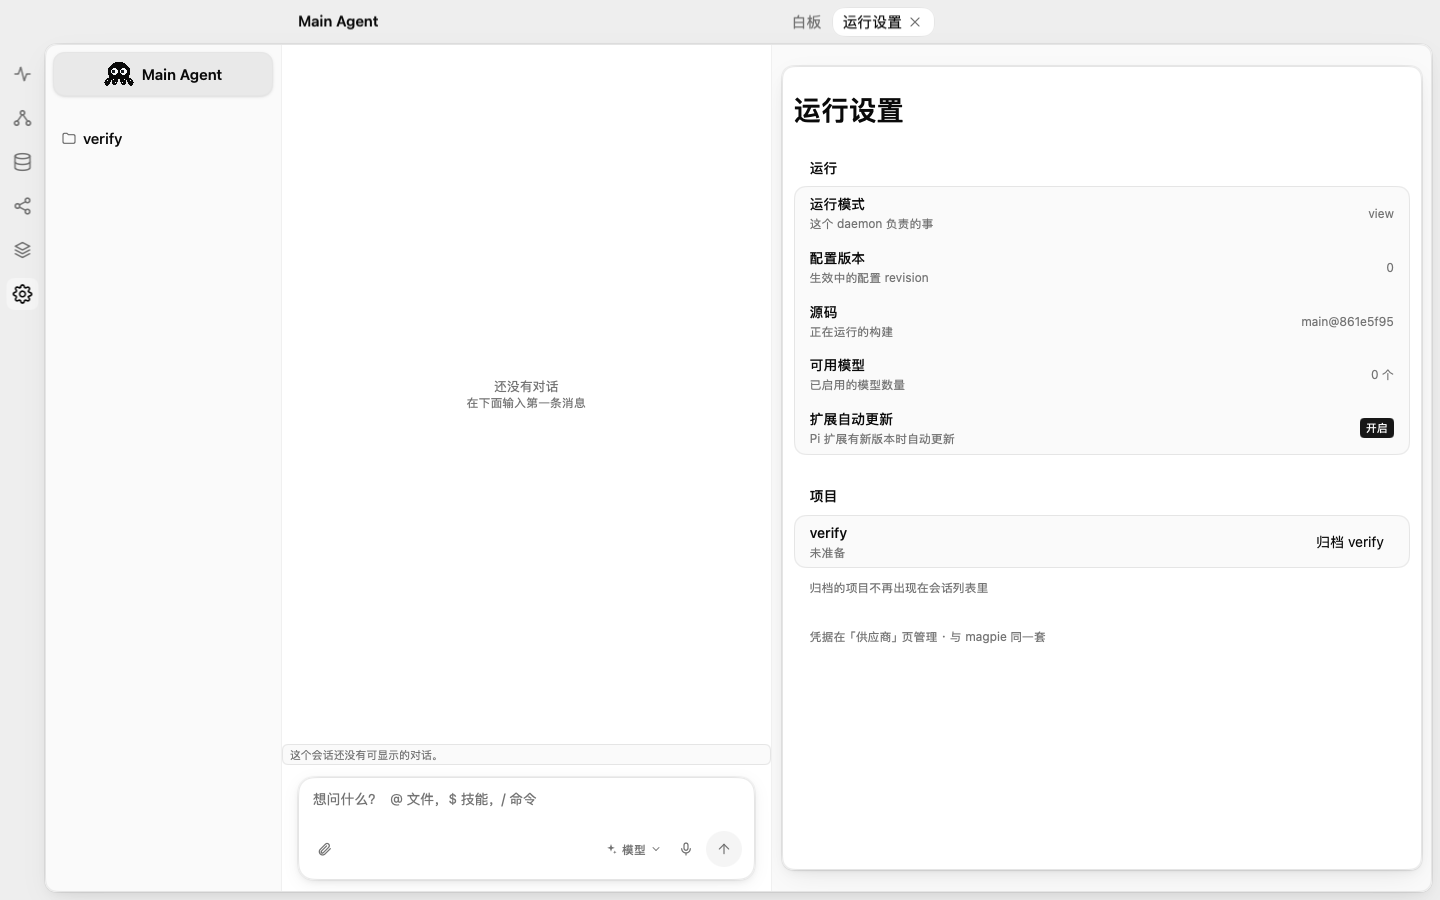 Main Agent
白板
运行设置
Main Agent
verify
还没有对话
在下面输入第一条消息
这个会话还没有可显示的对话。
想问什么? @ 文件, $ 技能, / 命令
模型
运行设置
运行
运行模式
这个 daemon 负责的事
view
配置版本
生效中的配置 revision
0
源码
正在运行的构建
main@861e5f95
可用模型
已启用的模型数量
0 个
扩展自动更新
Pi 扩展有新版本时自动更新
开启
项目
verify
未准备
归档 verify
归档的项目不再出现在会话列表里
凭据在「供应商」页管理 · 与 magpie 同一套